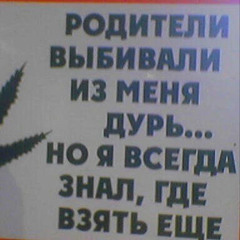 РОДИТЕЛИ
ВЫБИВАЛИ
ИЗ МЕНЯ
ДУРЬ...
НО Я ВСЕГДА
ЗНАЛ, ГДЕ
ВЗЯТЬ ЕЩЕ